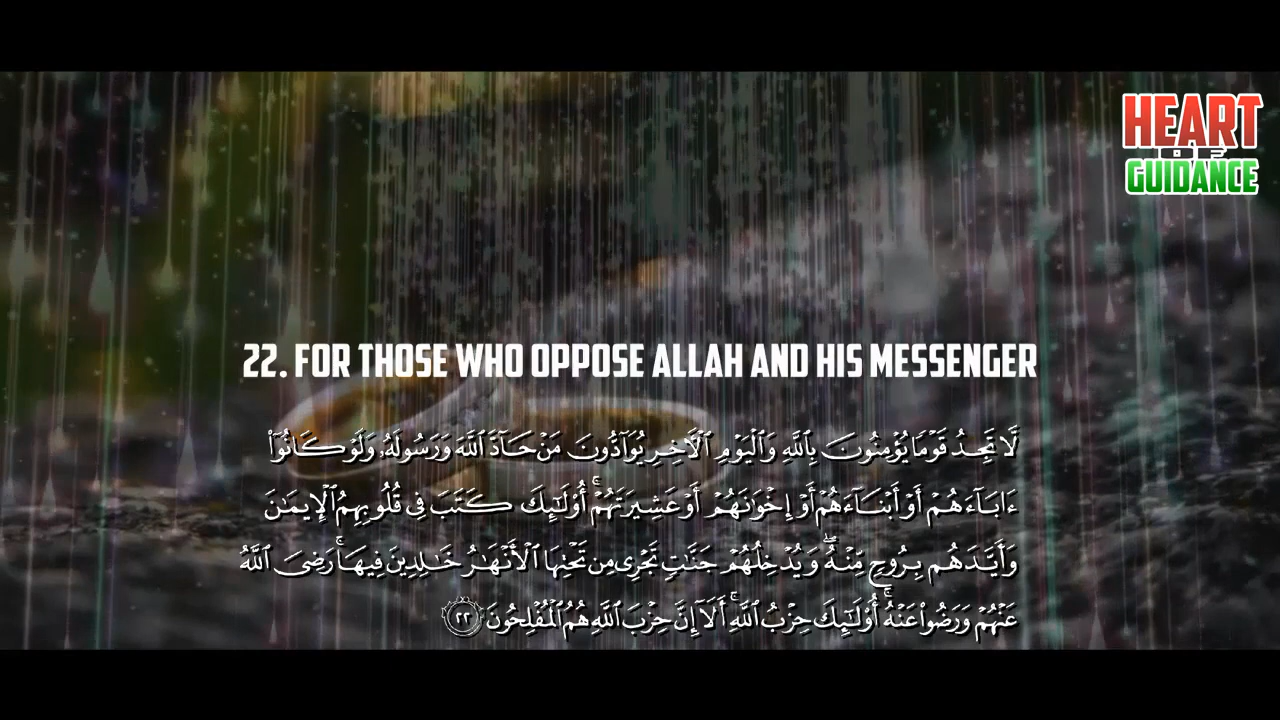 HEART
OF
GUIDANCE
22. FOR THOSE WHO OPPOSE ALLAH AND HIS MESSENGER
لَّا تَجِدُ قَوْمًا يُؤْمِنُونَ بِٱللَّهِ وَٱلْيَوْمِ ٱلْآخِرِ يُوَآدُّونَ مَنْ حَآدَّ ٱللَّهَ وَرَسُولَهُۥ وَلَوْ كَانُوٓا۟
ءَابَآءَهُمْ أَوْ أَبْنَآءَهُمْ أَوْ إِخْوَٰنَهُمْ أَوْ عَشِيرَتَهُمْ ۚ أُو۟لَٰٓئِكَ كَتَبَ فِى قُلُوبِهِمُ ٱلْإِيمَٰنَ
وَأَيَّدَهُم بِرُوحٍ مِّنْهُ ۖ وَيُدْخِلُهُمْ جَنَّٰتٍ تَجْرِى مِن تَحْتِهَا ٱلْأَنْهَٰرُ خَٰلِدِينَ فِيهَا ۚ رَضِىَ ٱللَّهُ
عَنْهُمْ وَرَضُوا۟ عَنْهُ ۚ أُو۟لَٰٓئِكَ حِزْبُ ٱللَّهِ ۚ أَلَآ إِنَّ حِزْبَ ٱللَّهِ هُمُ ٱلْمُفْلِحُونَ ٢٢